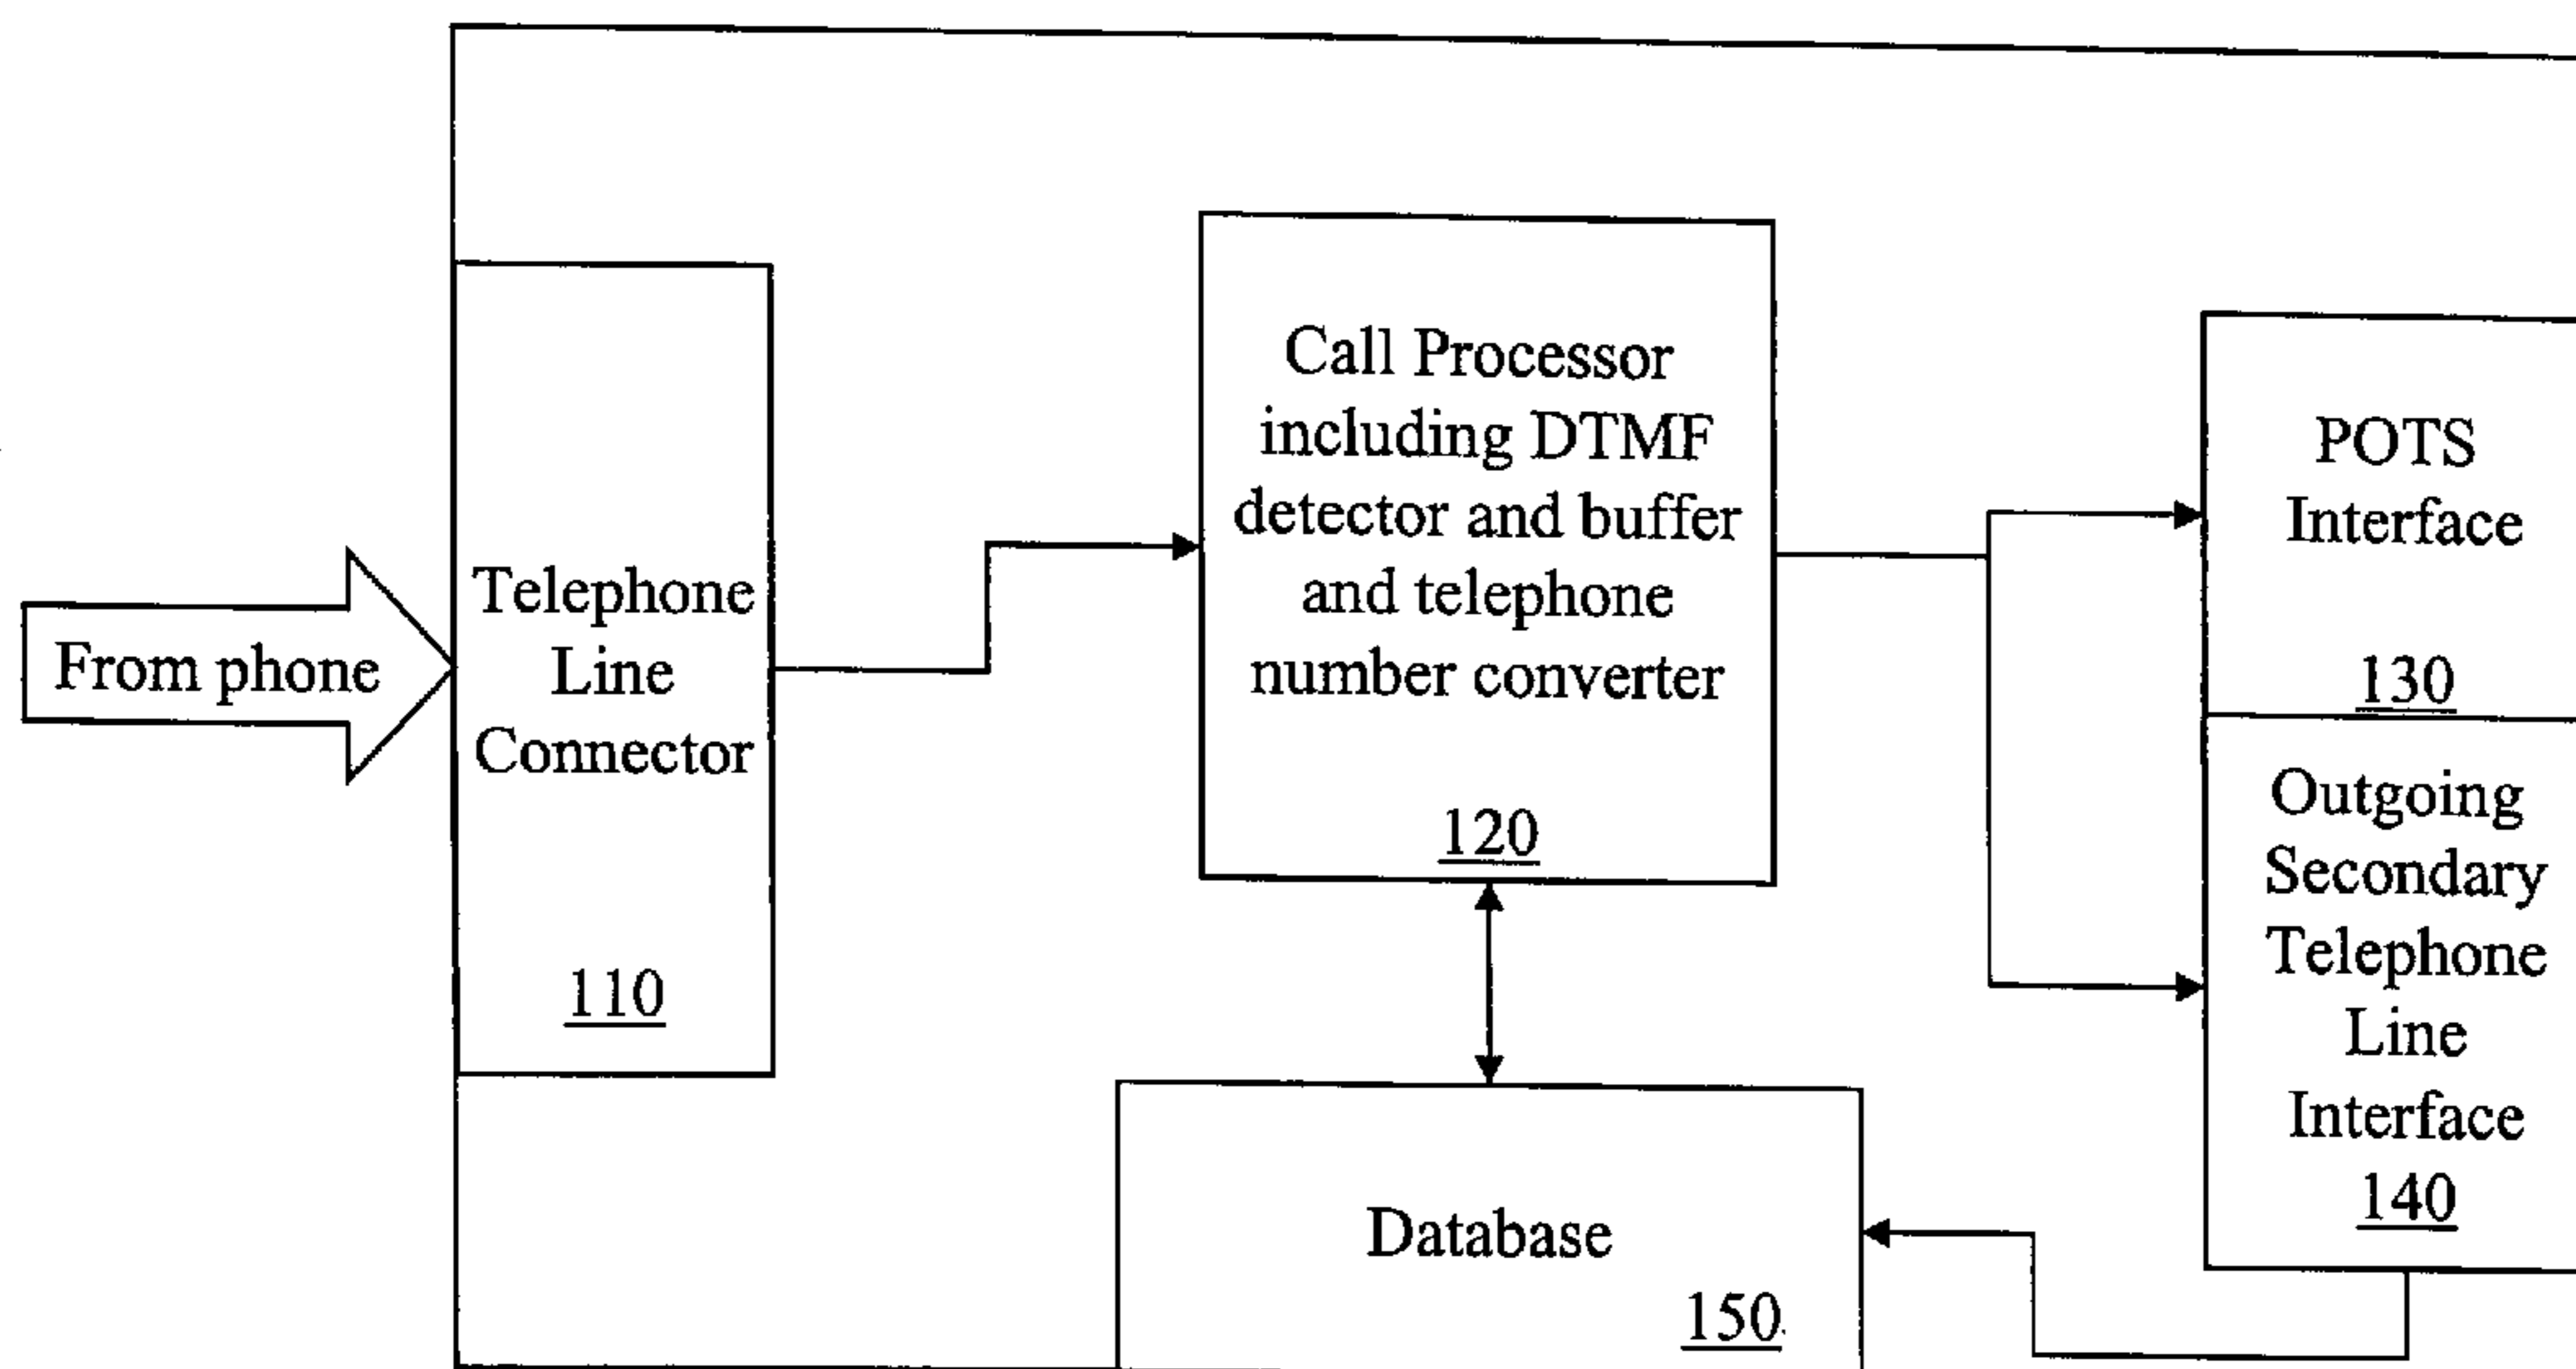 From phone
Telephone
Line
Connector
110
Call Processor
including DTMF
detector and buffer
and telephone
number converter
120
POTS
Interface
130
Outgoing
Secondary
Telephone
Line
Interface
140
Database
150